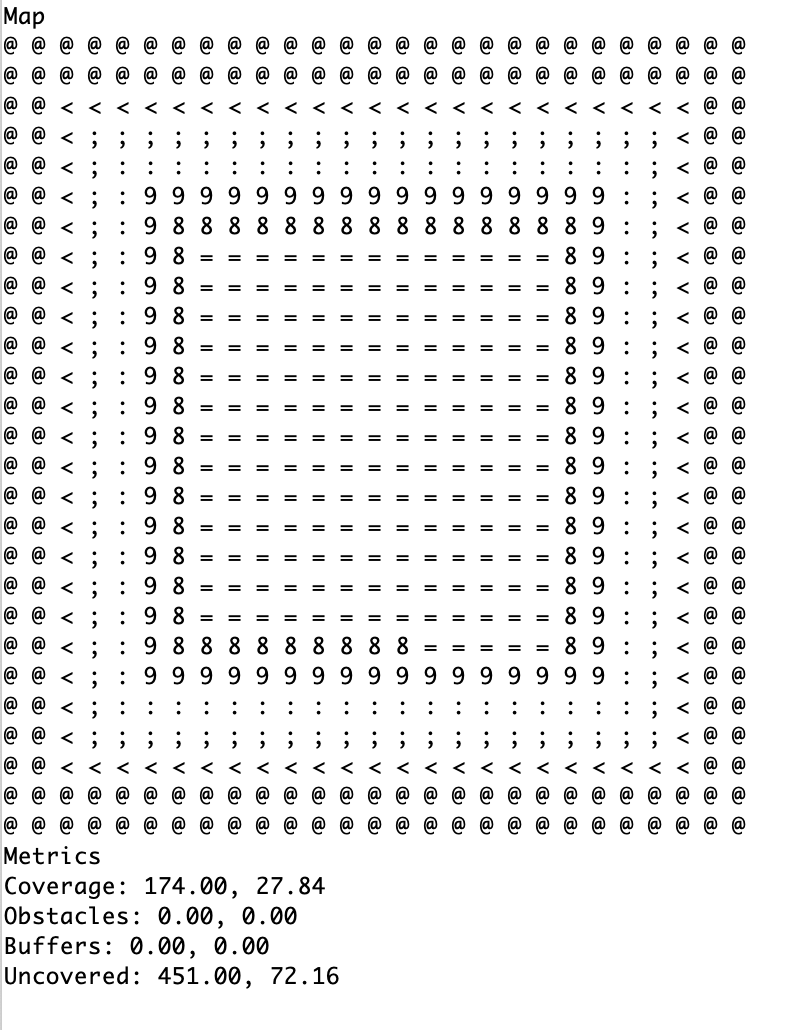 Map
@ @ @ @ @ @ @ @ @ @ @ @ @ @ @ @ @ @ @ @ @ @ @ @ @ @ @
@ @ @ @ @ @ @ @ @ @ @ @ @ @ @ @ @ @ @ @ @ @ @ @ @ @ @
@ @ < < < < < < < < < < < < < < < < < < < < < < < @ @
@ @ < ; ; ; ; ; ; ; ; ; ; ; ; ; ; ; ; ; ; ; ; ; < @ @
@ @ < ; : : : : : : : : : : : : : : : : : : : ; < @ @
@ @ < ; : 9 9 9 9 9 9 9 9 9 9 9 9 9 9 9 9 9 : ; < @ @
@ @ < ; : 9 8 8 8 8 8 8 8 8 8 8 8 8 8 8 8 9 : ; < @ @
@ @ < ; : 9 8 = = = = = = = = = = = = = 8 9 : ; < @ @
@ @ < ; : 9 8 = = = = = = = = = = = = = 8 9 : ; < @ @
@ @ < ; : 9 8 = = = = = = = = = = = = = 8 9 : ; < @ @
@ @ < ; : 9 8 = = = = = = = = = = = = = 8 9 : ; < @ @
@ @ < ; : 9 8 = = = = = = = = = = = = = 8 9 : ; < @ @
@ @ < ; : 9 8 = = = = = = = = = = = = = 8 9 : ; < @ @
@ @ < ; : 9 8 = = = = = = = = = = = = = 8 9 : ; < @ @
@ @ < ; : 9 8 = = = = = = = = = = = = = 8 9 : ; < @ @
@ @ < ; : 9 8 = = = = = = = = = = = = = 8 9 : ; < @ @
@ @ < ; : 9 8 = = = = = = = = = = = = = 8 9 : ; < @ @
@ @ < ; : 9 8 = = = = = = = = = = = = = 8 9 : ; < @ @
@ @ < ; : 9 8 = = = = = = = = = = = = = 8 9 : ; < @ @
@ @ < ; : 9 8 = = = = = = = = = = = = = 8 9 : ; < @ @
@ @ < ; : 9 8 8 8 8 8 8 8 8 8 = = = = = 8 9 : ; < @ @
@ @ < ; : 9 9 9 9 9 9 9 9 9 9 9 9 9 9 9 9 9 : ; < @ @
@ @ < ; : : : : : : : : : : : : : : : : : : : ; < @ @
@ @ < ; ; ; ; ; ; ; ; ; ; ; ; ; ; ; ; ; ; ; ; ; < @ @
@ @ < < < < < < < < < < < < < < < < < < < < < < < @ @
@ @ @ @ @ @ @ @ @ @ @ @ @ @ @ @ @ @ @ @ @ @ @ @ @ @ @
@ @ @ @ @ @ @ @ @ @ @ @ @ @ @ @ @ @ @ @ @ @ @ @ @ @ @
Metrics
Coverage: 174.00, 27.84
Obstacles: 0.00, 0.00
Buffers: 0.00, 0.00
Uncovered: 451.00, 72.16